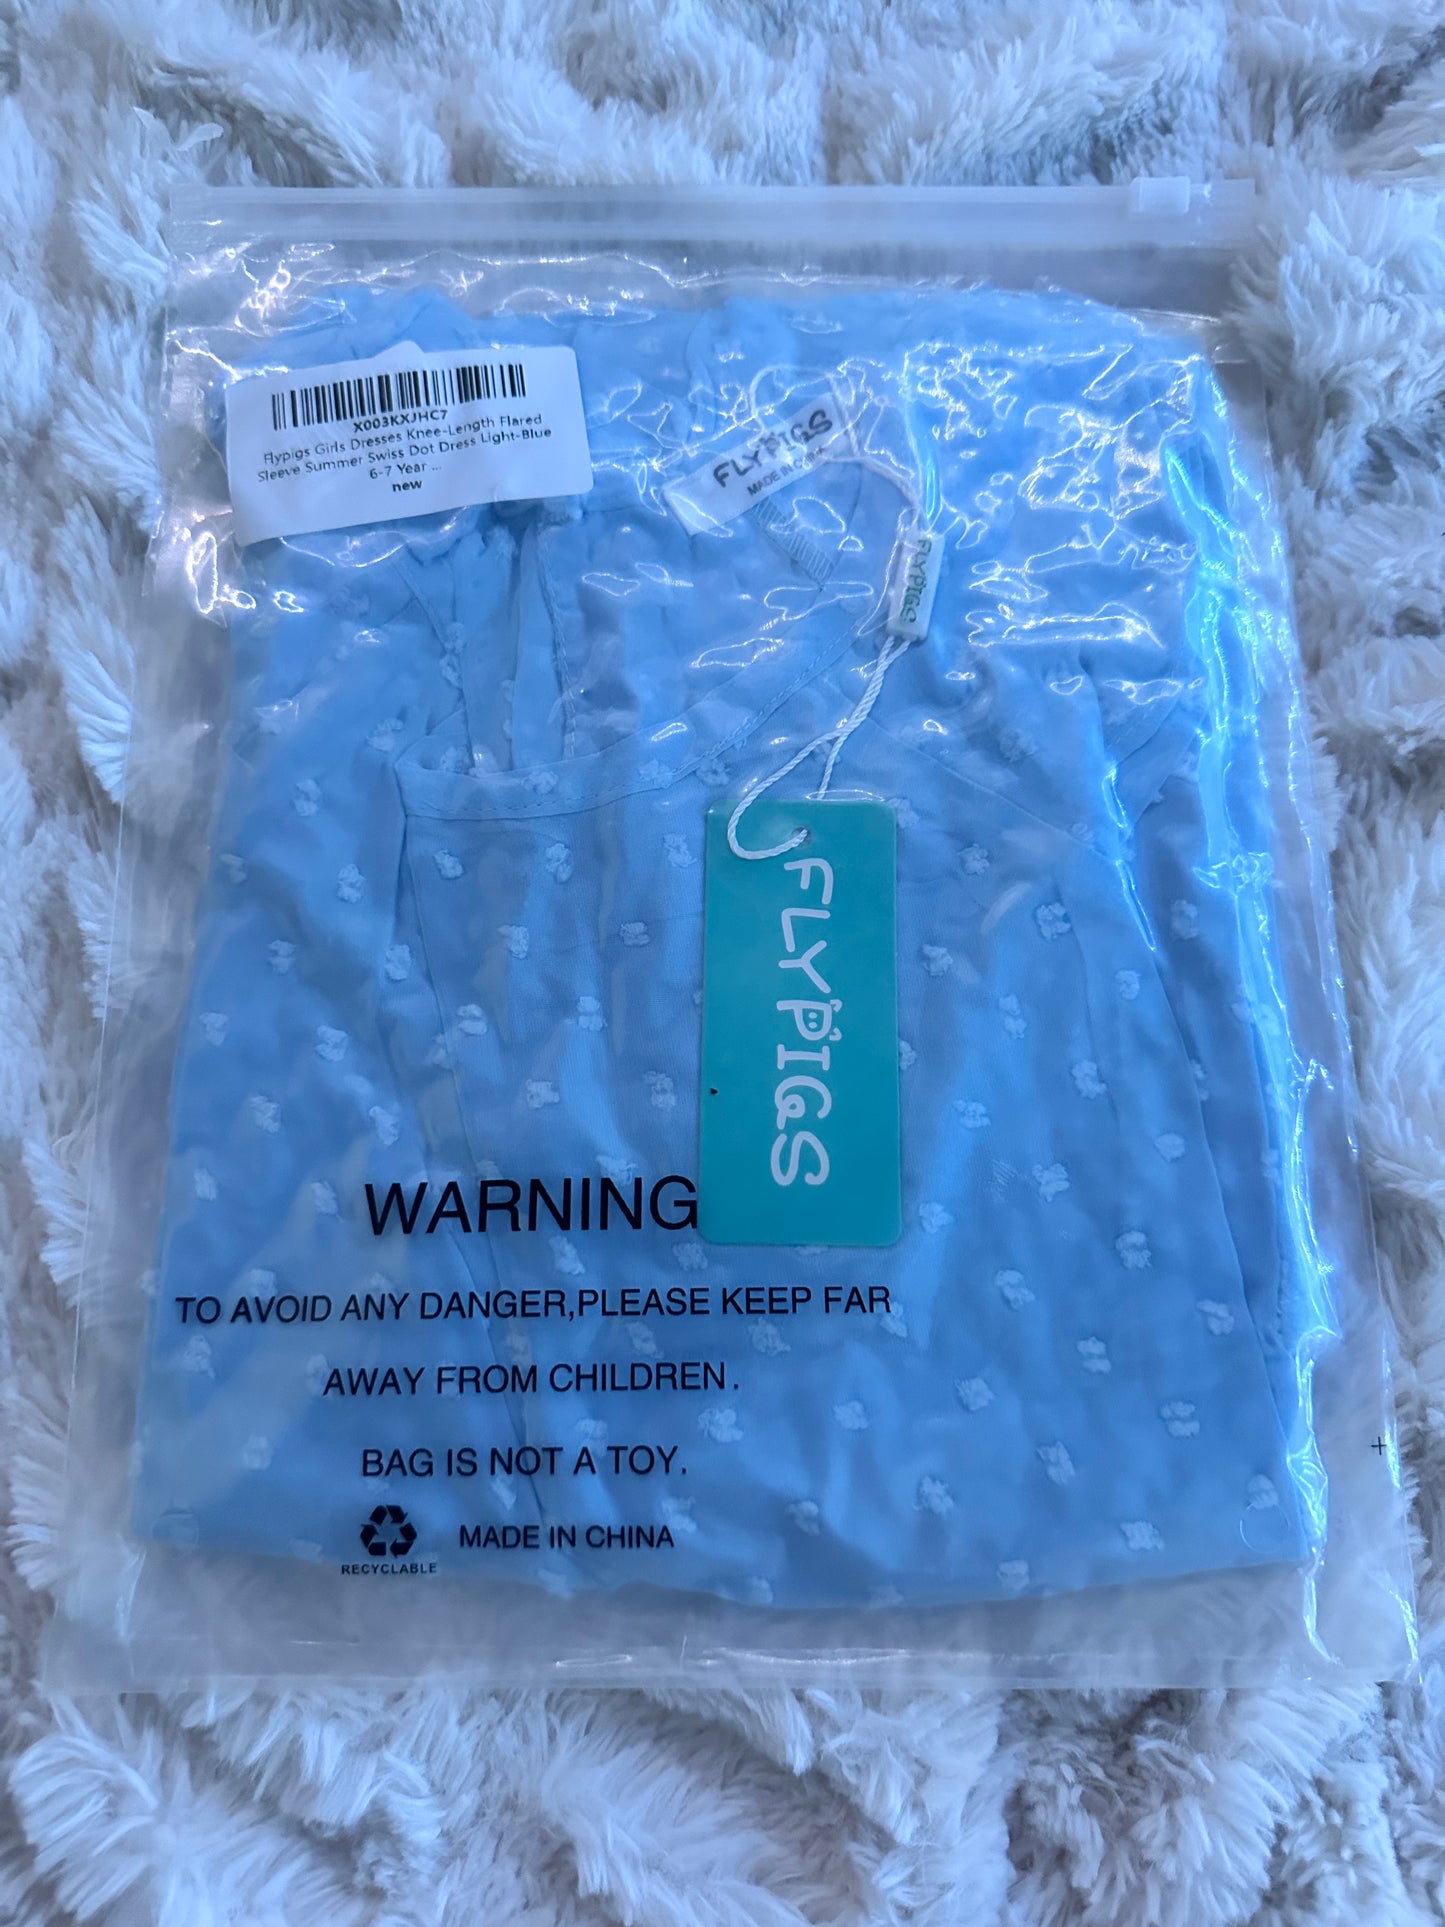 X003KXJHC7
Flypigs Girls Dresses Knee-Length Flared
Sleeve Summer Swiss Dot Dress Light-Blue
6-7 Year ...
new
FLYPIGS
MADE IN CHINA
FLYPIGS
FLYPIGS
WARNING
TO AVOID ANY DANGER,PLEASE KEEP FAR
AWAY FROM CHILDREN.
BAG IS NOT A TOY.
RECYCLABLE
MADE IN CHINA